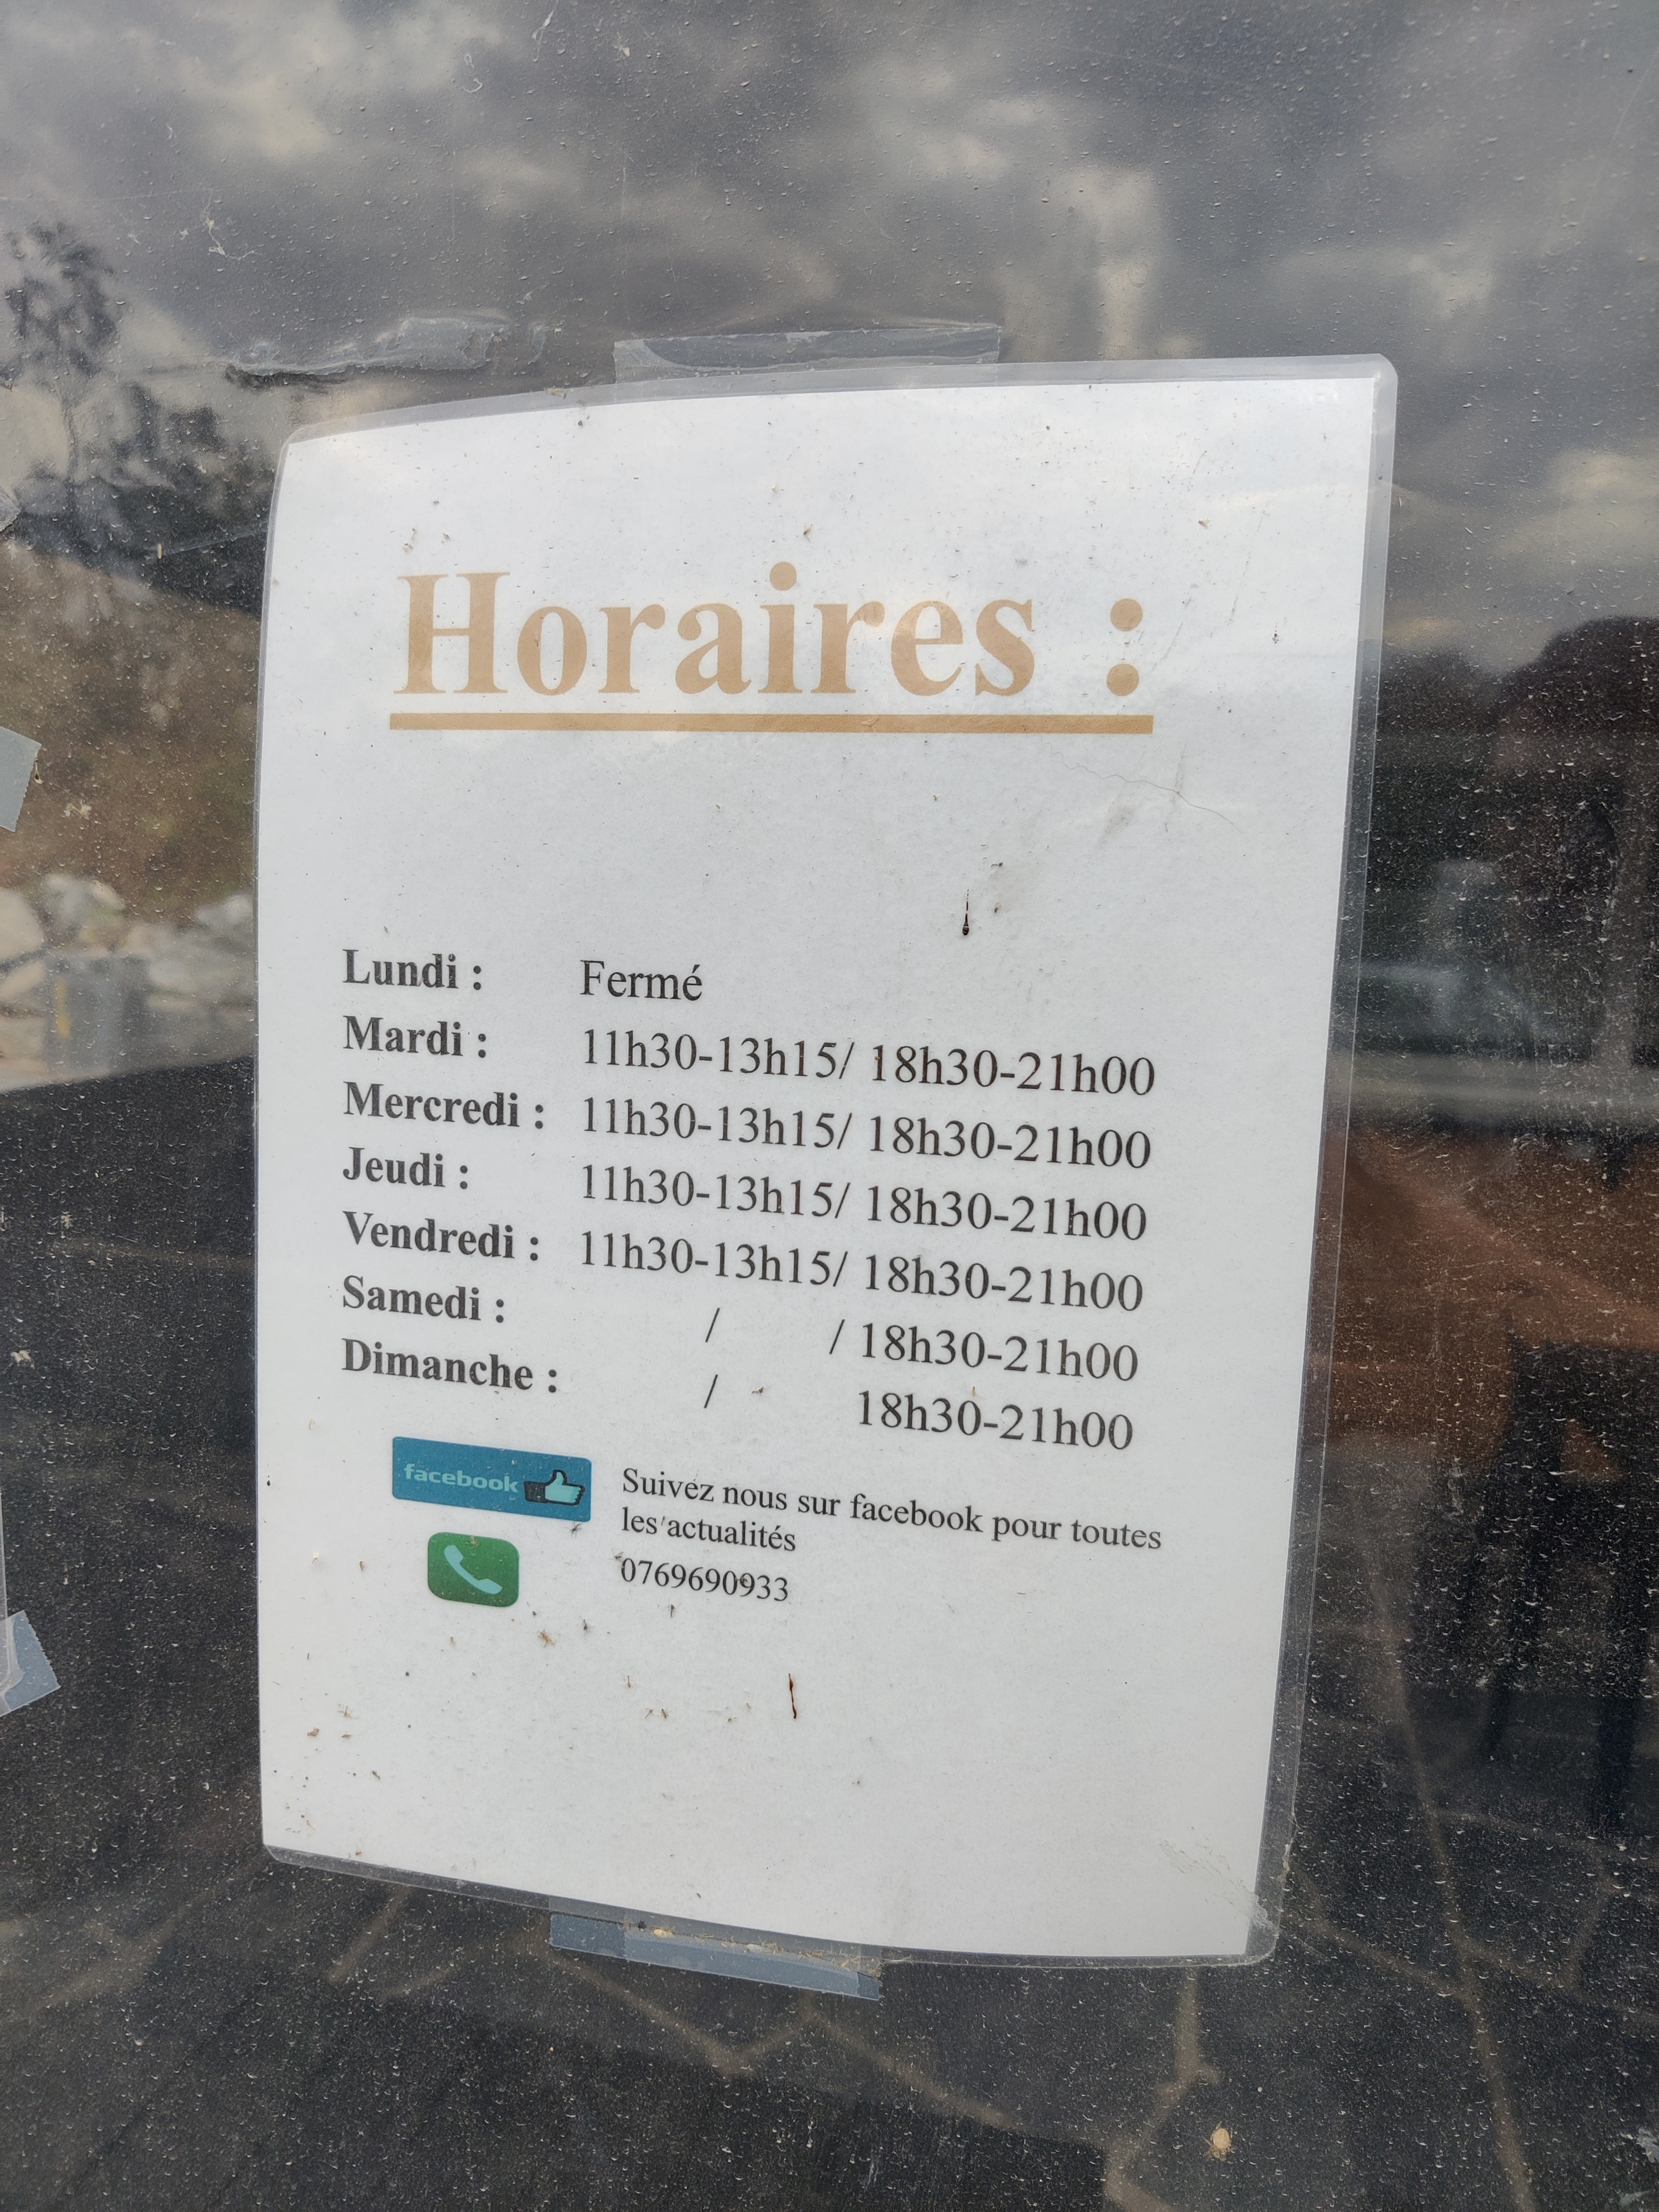 Horaires :
Lundi : Fermé
Mardi : 11h30-13h15/ 18h30-21h00
Mercredi : 11h30-13h15/ 18h30-21h00
Jeudi : 11h30-13h15/ 18h30-21h00
Vendredi : 11h30-13h15/ 18h30-21h00
Samedi : / / 18h30-21h00
Dimanche : / 18h30-21h00
facebook Suivez nous sur facebook pour toutes
les actualités
0769690933